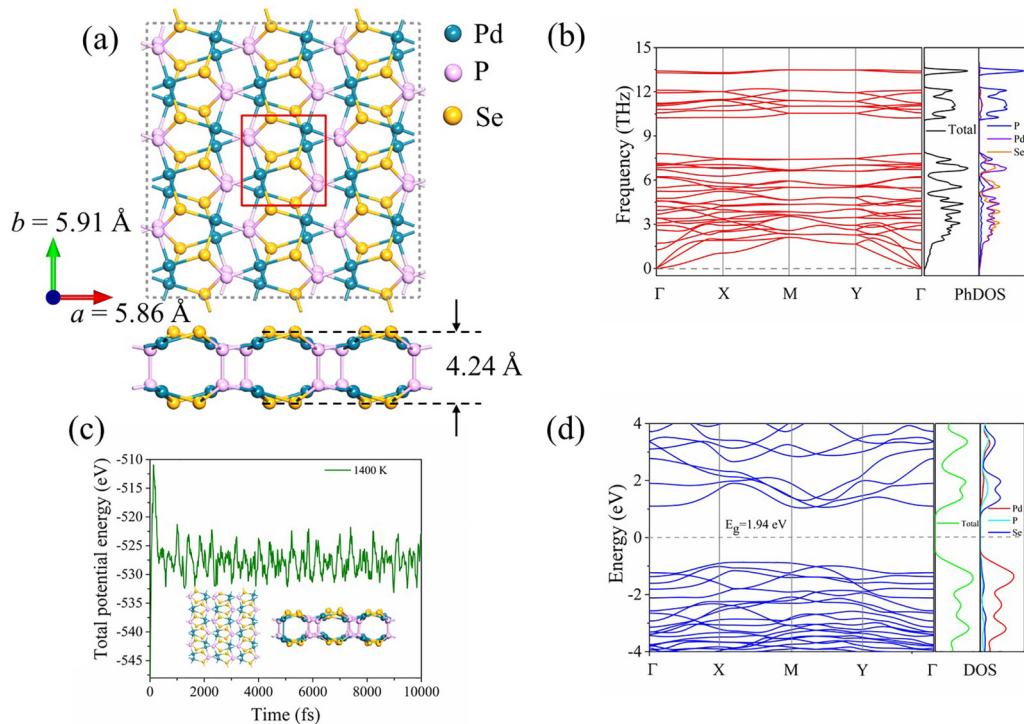 (a)
Pd
P
Se
b = 5.91 Å
a = 5.86 Å
4.24 Å
(b)
Frequency (THz)
15
12
9
6
3
0
Γ
X
M
Y
Γ
PhDOS
Total
P
Pd
Se
(c)
Total potential energy (eV)
-510
-515
-520
-525
-530
-535
-540
-545
1400 K
0
2000
4000
6000
8000
10000
Time (fs)
(d)
Energy (eV)
4
2
0
-2
-4
E
g
=1.94 eV
Γ
X
M
Y
Γ
DOS
Total
Pd
P
Se